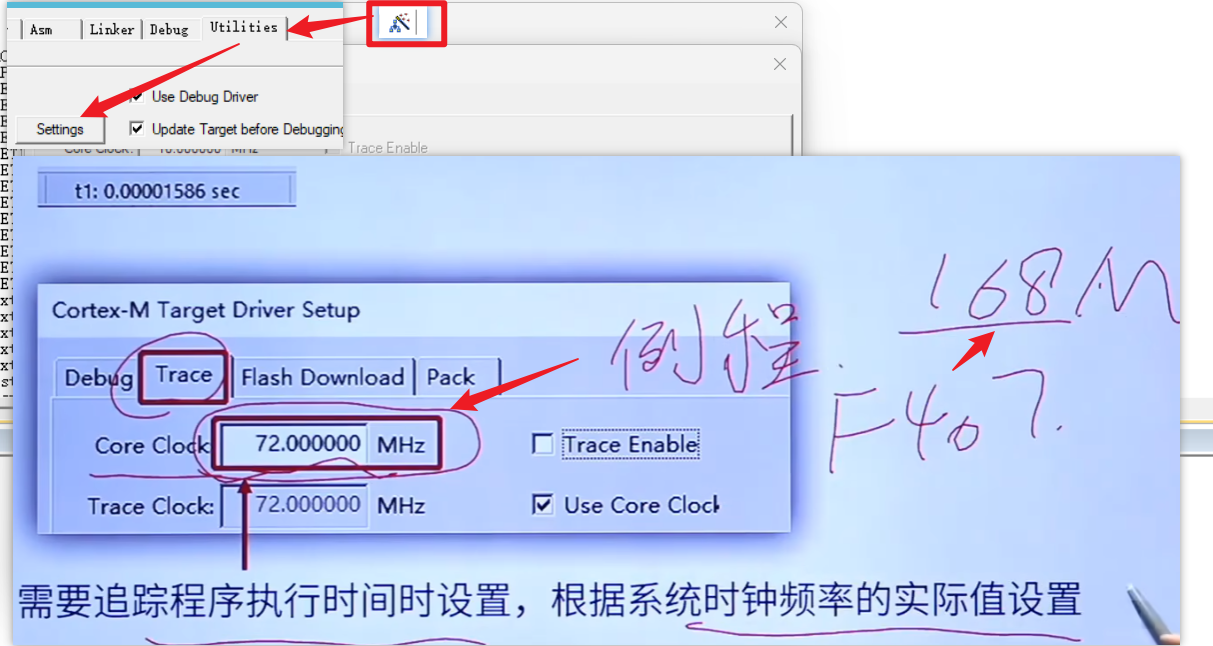 Asm Linker Debug Utilities
Use Debug Driver
Settings Update Target before Debugging
Trace Enable
t1: 0.00001586 sec
168M
Cortex-M Target Driver Setup
例程
Debug Trace Flash Download Pack
F407.
Core Clock: 72.000000 MHz Trace Enable
Trace Clock: 72.000000 MHz Use Core Clock
需要追踪程序执行时间时设置，根据系统时钟频率的实际值设置